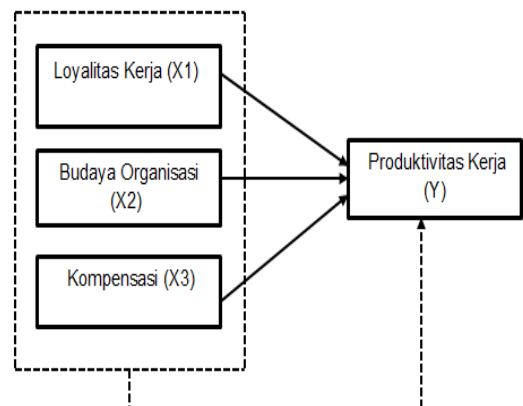 Loyalitas Kerja (X1)
Budaya Organisasi
(X2)
Kompensasi (X3)
Produktivitas Kerja
(Y)